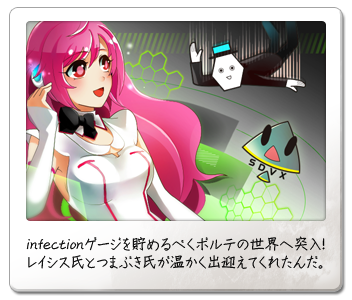 SDVX
infectionゲージを貯めるべくボルテの世界へ突入!
レイシス氏とつまぶき氏が温かく出迎えてくれたんだ。